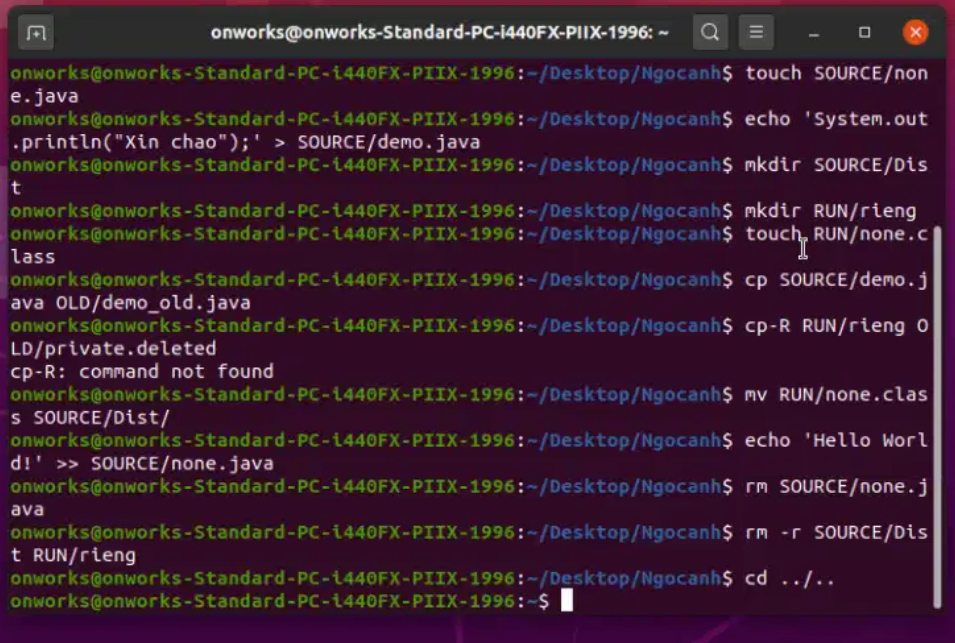 onworks@onworks-Standard-PC-i440FX-PIIX-1996: ~
onworks@onworks-Standard-PC-i440FX-PIIX-1996:~/Desktop/Ngocanh$ touch SOURCE/non
e.java
onworks@onworks-Standard-PC-i440FX-PIIX-1996:~/Desktop/Ngocanh$ echo 'System.out
.println("Xin chao");' > SOURCE/demo.java
onworks@onworks-Standard-PC-i440FX-PIIX-1996:~/Desktop/Ngocanh$ mkdir SOURCE/Dis
t
onworks@onworks-Standard-PC-i440FX-PIIX-1996:~/Desktop/Ngocanh$ mkdir RUN/rieng
onworks@onworks-Standard-PC-i440FX-PIIX-1996:~/Desktop/Ngocanh$ touch RUN/none.c
lass
onworks@onworks-Standard-PC-i440FX-PIIX-1996:~/Desktop/Ngocanh$ cp SOURCE/demo.j
ava OLD/demo_old.java
onworks@onworks-Standard-PC-i440FX-PIIX-1996:~/Desktop/Ngocanh$ cp-R RUN/rieng O
LD/private.deleted
cp-R: command not found
onworks@onworks-Standard-PC-i440FX-PIIX-1996:~/Desktop/Ngocanh$ mv RUN/none.clas
s SOURCE/Dist/
onworks@onworks-Standard-PC-i440FX-PIIX-1996:~/Desktop/Ngocanh$ echo 'Hello Worl
d!' >> SOURCE/none.java
onworks@onworks-Standard-PC-i440FX-PIIX-1996:~/Desktop/Ngocanh$ rm SOURCE/none.j
ava
onworks@onworks-Standard-PC-i440FX-PIIX-1996:~/Desktop/Ngocanh$ rm -r SOURCE/Dis
t RUN/rieng
onworks@onworks-Standard-PC-i440FX-PIIX-1996:~/Desktop/Ngocanh$ cd ../..
onworks@onworks-Standard-PC-i440FX-PIIX-1996:~$